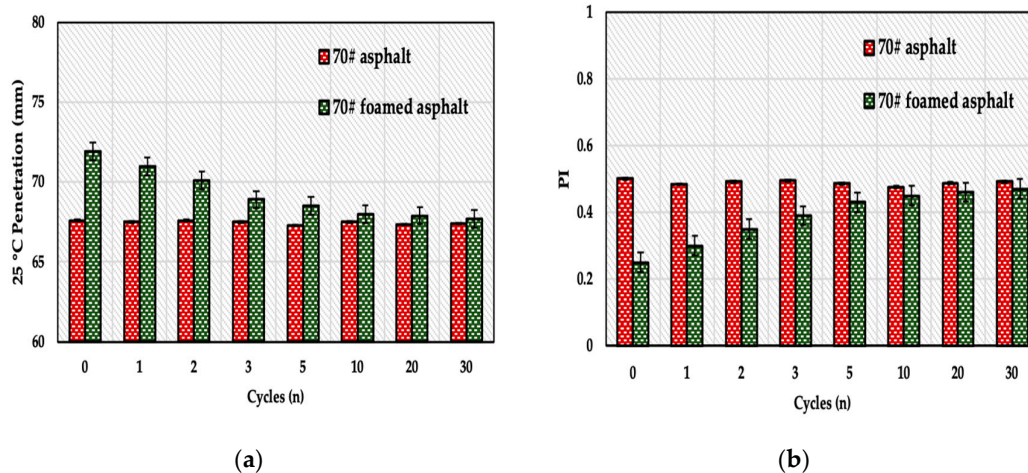 80
75
70
65
60
25 °C Penetration (mm)
70# asphalt
70# foamed asphalt
0 1 2 3 5 10 20 30
Cycles (n)
(a)
1
0.8
0.6
0.4
0.2
0
PI
70# asphalt
70# foamed asphalt
0 1 2 3 5 10 20 30
Cycles (n)
(b)